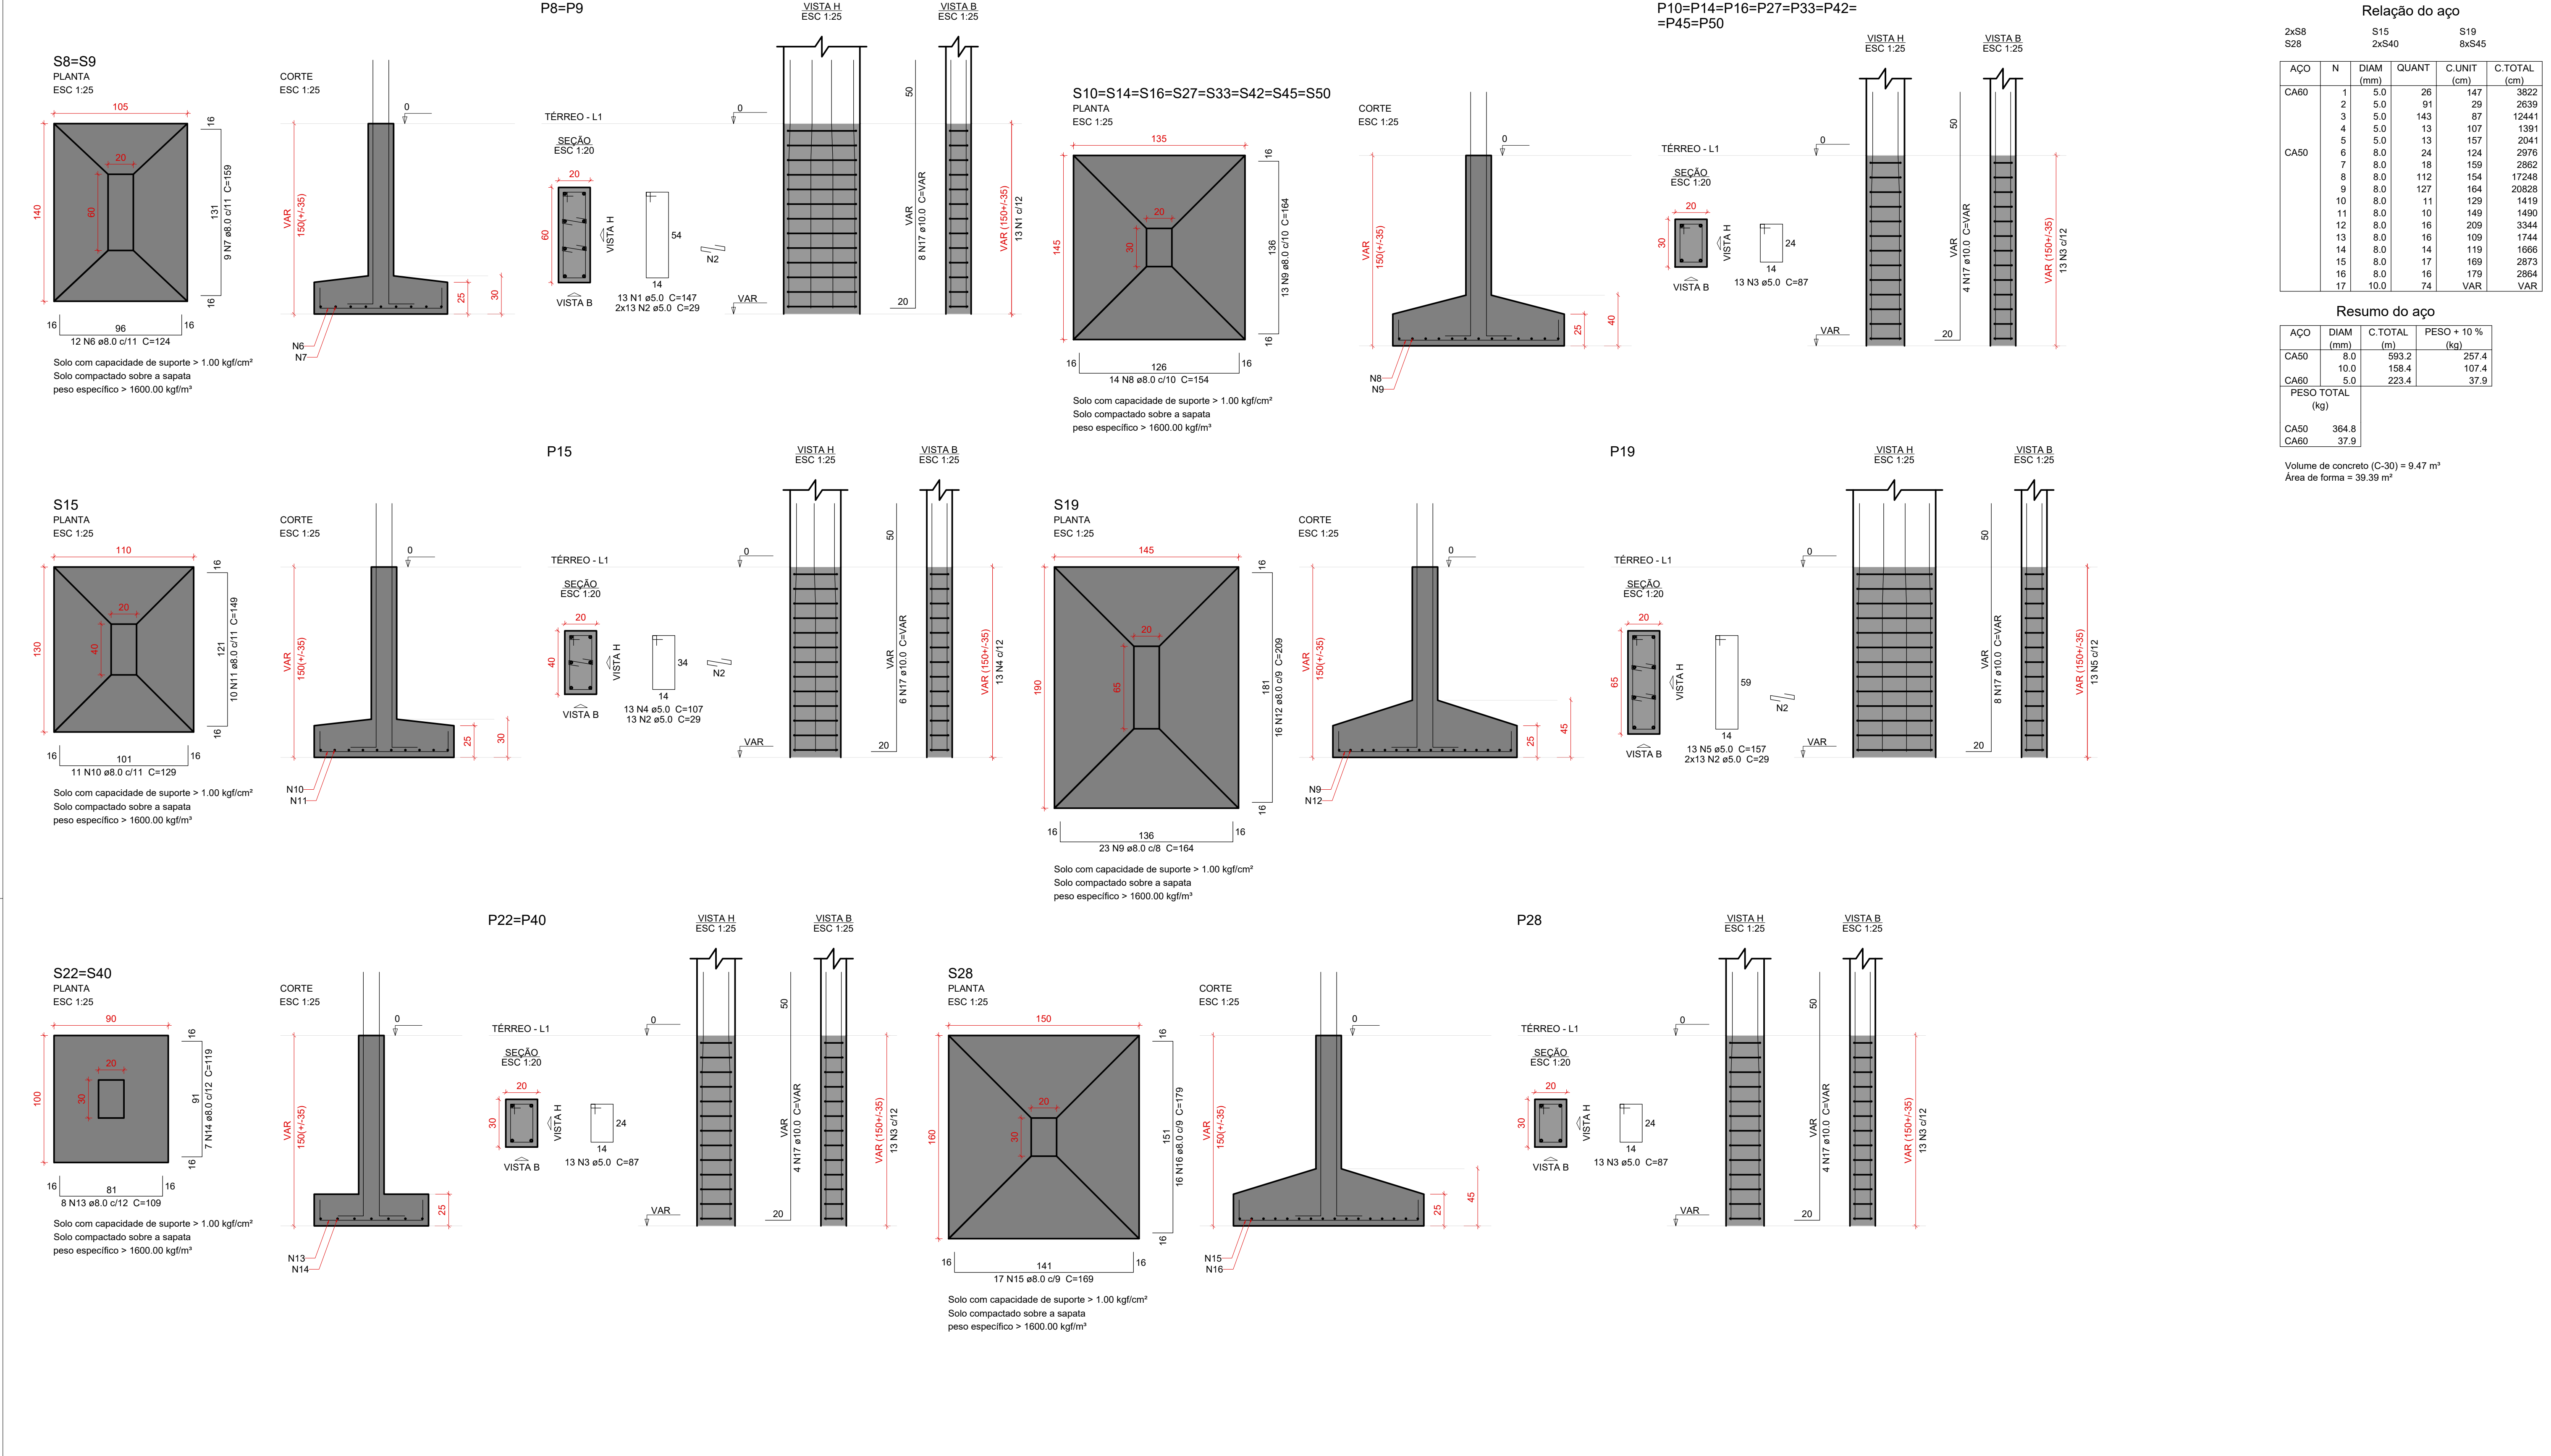 P8=P9
VISTA H
ESC 1:25
VISTA B
ESC 1:25
S8=S9
PLANTA
ESC 1:25
CORTE
ESC 1:25
105
140
20
60
16
131
16
9 N7 ø8.0 c/11 C=159
16
96
16
12 N6 ø8.0 c/11 C=124
Solo com capacidade de suporte > 1.00 kgf/cm²
Solo compactado sobre a sapata
peso específico > 1600.00 kgf/m³
0
VAR
150(+/-35)
25
30
N6
N7
TÉRREO - L1
SEÇÃO
ESC 1:20
20
60
VISTA H
VISTA B
54
14
N2
13 N1 ø5.0 C=147
2x13 N2 ø5.0 C=29
0
VAR
50
VAR
8 N17 ø10.0 C=VAR
20
VAR (150+/-35)
13 N1 c/12
P10=P14=P16=P27=P33=P42=
=P45=P50
VISTA H
ESC 1:25
VISTA B
ESC 1:25
S10=S14=S16=S27=S33=S42=S45=S50
PLANTA
ESC 1:25
CORTE
ESC 1:25
135
145
20
30
16
136
16
13 N9 ø8.0 c/10 C=164
16
126
16
14 N8 ø8.0 c/10 C=154
Solo com capacidade de suporte > 1.00 kgf/cm²
Solo compactado sobre a sapata
peso específico > 1600.00 kgf/m³
0
VAR
150(+/-35)
25
40
N8
N9
TÉRREO - L1
SEÇÃO
ESC 1:20
20
30
VISTA H
VISTA B
24
14
13 N3 ø5.0 C=87
0
VAR
50
VAR
4 N17 ø10.0 C=VAR
20
VAR (150+/-35)
13 N3 c/12
Relação do aço
2xS8 S15 S19
S28 2xS40 8xS45
AÇO N DIAM QUANT C.UNIT C.TOTAL
(mm) (cm) (cm)
CA60 1 5.0 26 147 3822
2 5.0 91 29 2639
3 5.0 143 87 12441
4 5.0 13 107 1391
5 5.0 13 157 2041
CA50 6 8.0 24 124 2976
7 8.0 18 159 2862
8 8.0 112 154 17248
9 8.0 127 164 20828
10 8.0 11 129 1419
11 8.0 10 149 1490
12 8.0 16 209 3344
13 8.0 16 109 1744
14 8.0 14 119 1666
15 8.0 17 169 2873
16 8.0 16 179 2864
17 10.0 74 VAR VAR
Resumo do aço
AÇO DIAM C.TOTAL PESO + 10 %
(mm) (m) (kg)
CA50 8.0 593.2 257.4
10.0 158.4 107.4
CA60 5.0 223.4 37.9
PESO TOTAL
(kg)
CA50 364.8
CA60 37.9
Volume de concreto (C-30) = 9.47 m³
Área de forma = 39.39 m²
P15
VISTA H
ESC 1:25
VISTA B
ESC 1:25
S15
PLANTA
ESC 1:25
CORTE
ESC 1:25
110
130
20
40
16
121
16
10 N11 ø8.0 c/11 C=149
16
101
16
11 N10 ø8.0 c/11 C=129
Solo com capacidade de suporte > 1.00 kgf/cm²
Solo compactado sobre a sapata
peso específico > 1600.00 kgf/m³
0
VAR
150(+/-35)
25
30
N10
N11
TÉRREO - L1
SEÇÃO
ESC 1:20
20
40
VISTA H
VISTA B
34
14
N2
13 N4 ø5.0 C=107
13 N2 ø5.0 C=29
0
VAR
50
VAR
6 N17 ø10.0 C=VAR
20
VAR (150+/-35)
13 N4 c/12
P19
VISTA H
ESC 1:25
VISTA B
ESC 1:25
S19
PLANTA
ESC 1:25
CORTE
ESC 1:25
145
190
20
65
16
181
16
16 N12 ø8.0 c/9 C=209
16
136
16
23 N9 ø8.0 c/8 C=164
Solo com capacidade de suporte > 1.00 kgf/cm²
Solo compactado sobre a sapata
peso específico > 1600.00 kgf/m³
0
VAR
150(+/-35)
25
45
N9
N12
TÉRREO - L1
SEÇÃO
ESC 1:20
20
65
VISTA H
VISTA B
59
14
N2
13 N5 ø5.0 C=157
2x13 N2 ø5.0 C=29
0
VAR
50
VAR
8 N17 ø10.0 C=VAR
20
VAR (150+/-35)
13 N5 c/12
P22=P40
VISTA H
ESC 1:25
VISTA B
ESC 1:25
S22=S40
PLANTA
ESC 1:25
CORTE
ESC 1:25
90
100
20
30
16
91
16
7 N14 ø8.0 c/12 C=119
16
81
16
8 N13 ø8.0 c/12 C=109
Solo com capacidade de suporte > 1.00 kgf/cm²
Solo compactado sobre a sapata
peso específico > 1600.00 kgf/m³
0
VAR
150(+/-35)
25
N13
N14
TÉRREO - L1
SEÇÃO
ESC 1:20
20
30
VISTA H
VISTA B
24
14
13 N3 ø5.0 C=87
0
VAR
50
VAR
4 N17 ø10.0 C=VAR
20
VAR (150+/-35)
13 N3 c/12
P28
VISTA H
ESC 1:25
VISTA B
ESC 1:25
S28
PLANTA
ESC 1:25
CORTE
ESC 1:25
150
160
20
30
16
151
16
16 N16 ø8.0 c/9 C=179
16
141
16
17 N15 ø8.0 c/9 C=169
Solo com capacidade de suporte > 1.00 kgf/cm²
Solo compactado sobre a sapata
peso específico > 1600.00 kgf/m³
0
VAR
150(+/-35)
25
45
N15
N16
TÉRREO - L1
SEÇÃO
ESC 1:20
20
30
VISTA H
VISTA B
24
14
13 N3 ø5.0 C=87
0
VAR
50
VAR
4 N17 ø10.0 C=VAR
20
VAR (150+/-35)
13 N3 c/12